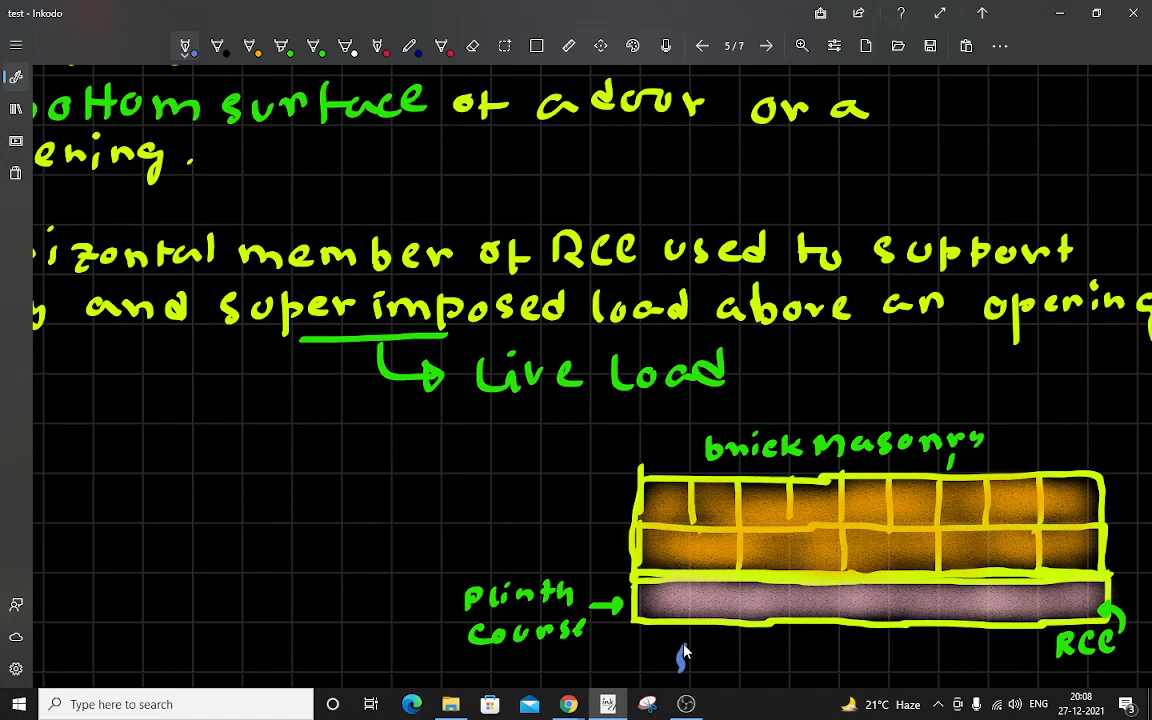 test - Inkodo
5/7
bottom surface of a door or a
ening.
izontal member of RCC used to support
y and super imposed load above an opening
Live Load
brick Masonry
Plinth
Course
RCC
Type here to search
21°C Haze
ENG
20:08
27-12-2021
3